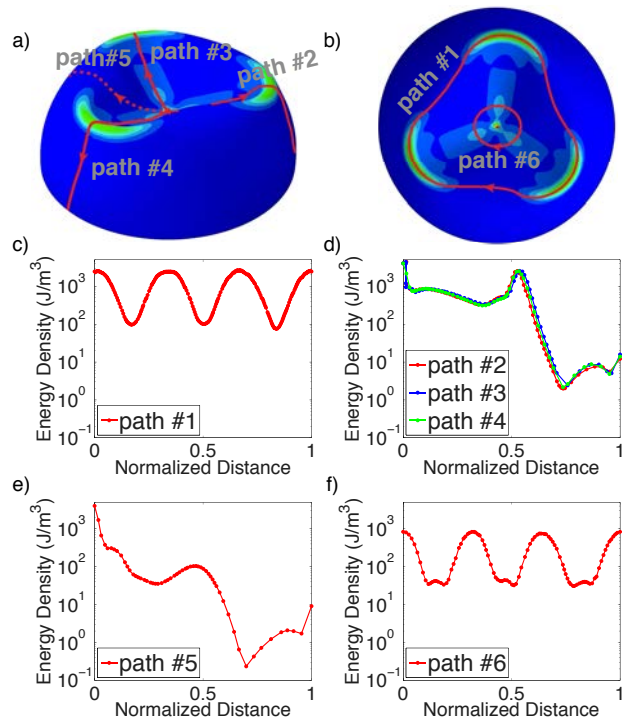 a)
b)
path#5
path #3
path #2
path #4
path #1
path #6
c)
d)
Energy Density (J/m³)
10³
10²
10¹
10⁰
10⁻¹
path #1
0
0.5
1
Normalized Distance
Energy Density (J/m³)
10³
10²
10¹
10⁰
10⁻¹
path #2
path #3
path #4
0
0.5
1
Normalized Distance
e)
f)
Energy Density (J/m³)
10³
10²
10¹
10⁰
10⁻¹
path #5
0
0.5
1
Normalized Distance
Energy Density (J/m³)
10³
10²
10¹
10⁰
10⁻¹
path #6
0
0.5
1
Normalized Distance